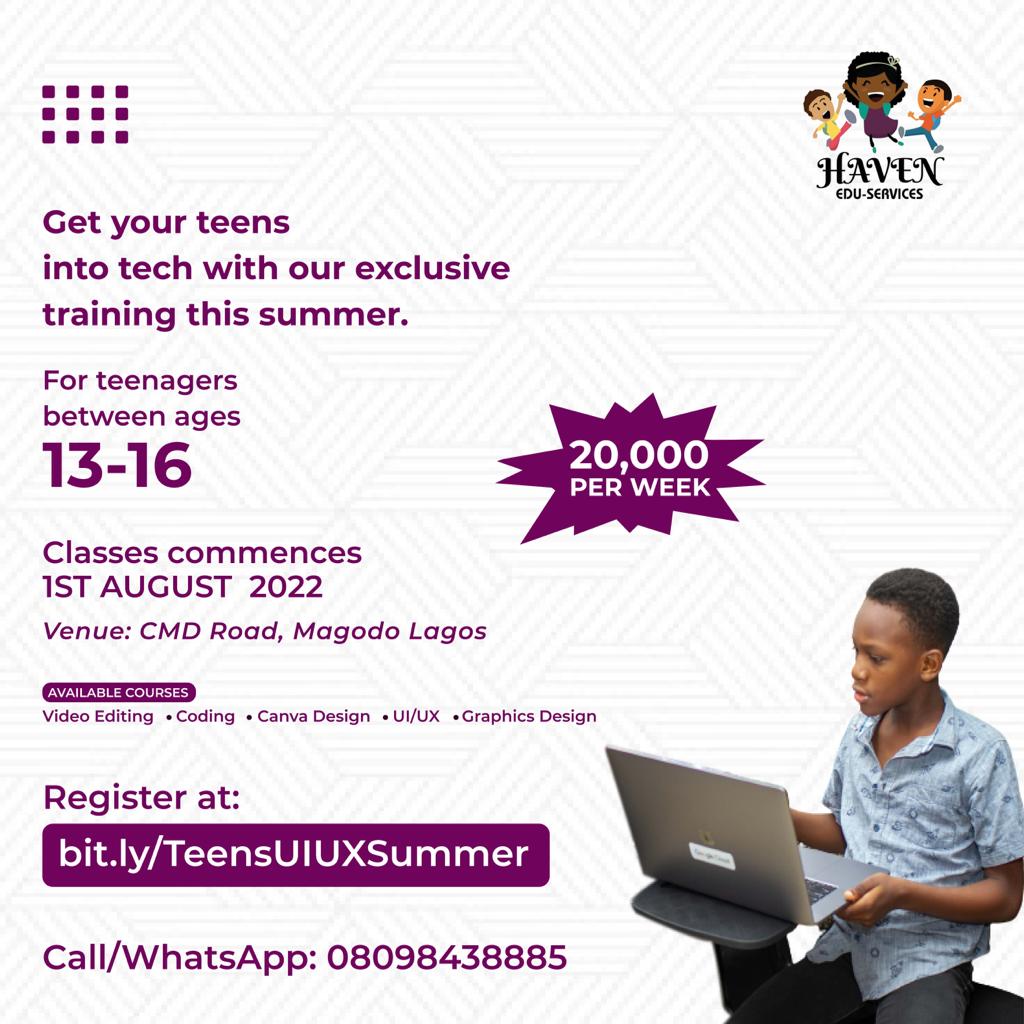 HAVEN
EDU-SERVICES
Get your teens
into tech with our exclusive
training this summer.
For teenagers
between ages
13-16
20,000
PER WEEK
Classes commences
1ST AUGUST 2022
Venue: CMD Road, Magodo Lagos
AVAILABLE COURSES
Video Editing • Coding • Canva Design • UI/UX • Graphics Design
Register at:
bit.ly/TeensUIUXSummer
Google Cloud
Call/WhatsApp: 08098438885